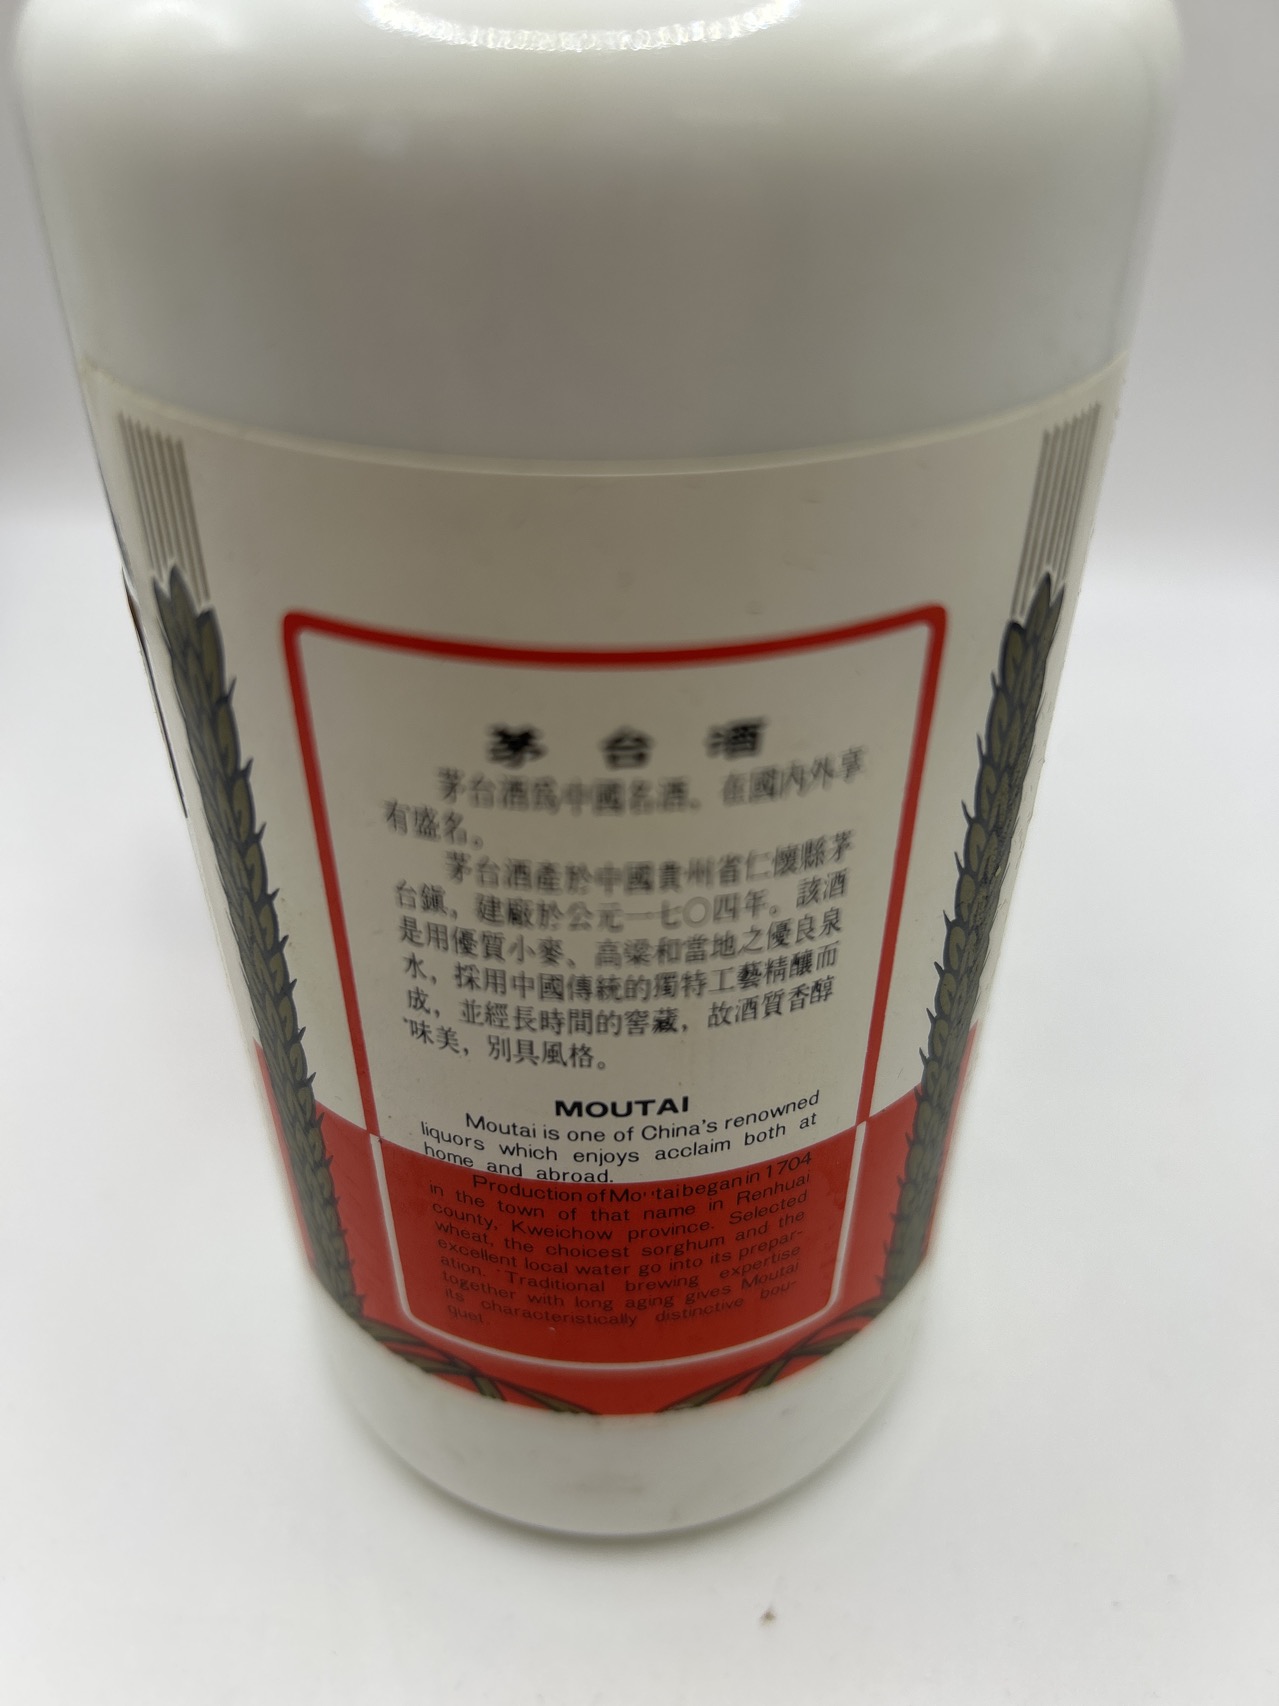 茅台酒
茅台酒爲中國名酒、在國內外享
有盛名。
茅台酒產於中國貴州省仁懷縣茅
台鎮，建廠於公元一七〇四年。該酒
是用優質小麥、高粱和當地之優良泉
水，採用中國傳統的獨特工藝精釀而
成，並經長時間的窖藏，故酒質香醇
味美，別具風格。
MOUTAI
Moutai is one of China's renowned
liquors which enjoys acclaim both at
home and abroad.
Production of Moutai began in 1704
in the town of that name in Renhuai
county, Kweichow province. Selected
wheat, the choicest sorghum and the
excellent local water go into its prepar-
ation. Traditional brewing expertise
together with long aging gives Moutai
its characteristically distinctive bou-
quet.